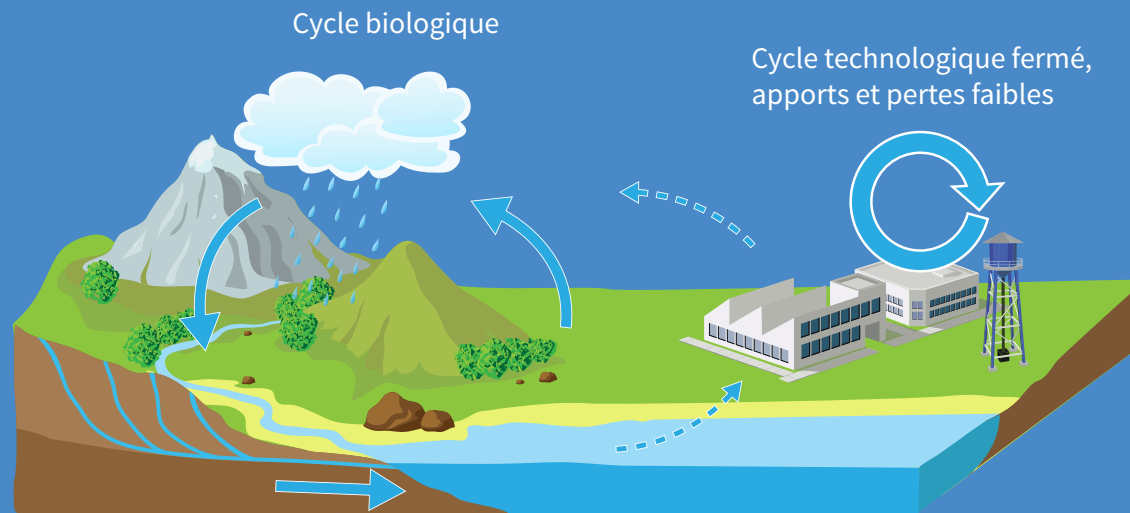 Cycle biologique
Cycle technologique fermé,
apports et pertes faibles